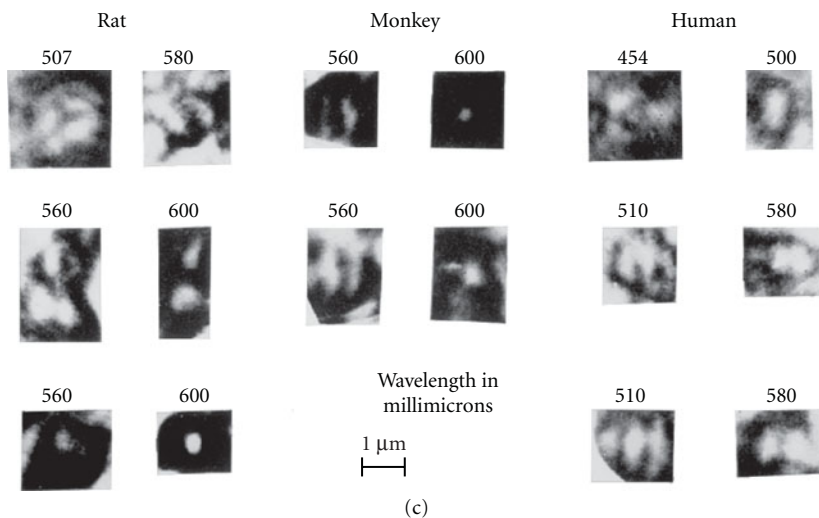 Rat Monkey Human
507 580 560 600 454 500
560 600 560 600 510 580
560 600 510 580
Wavelength in
millimicrons
1 μm
(c)